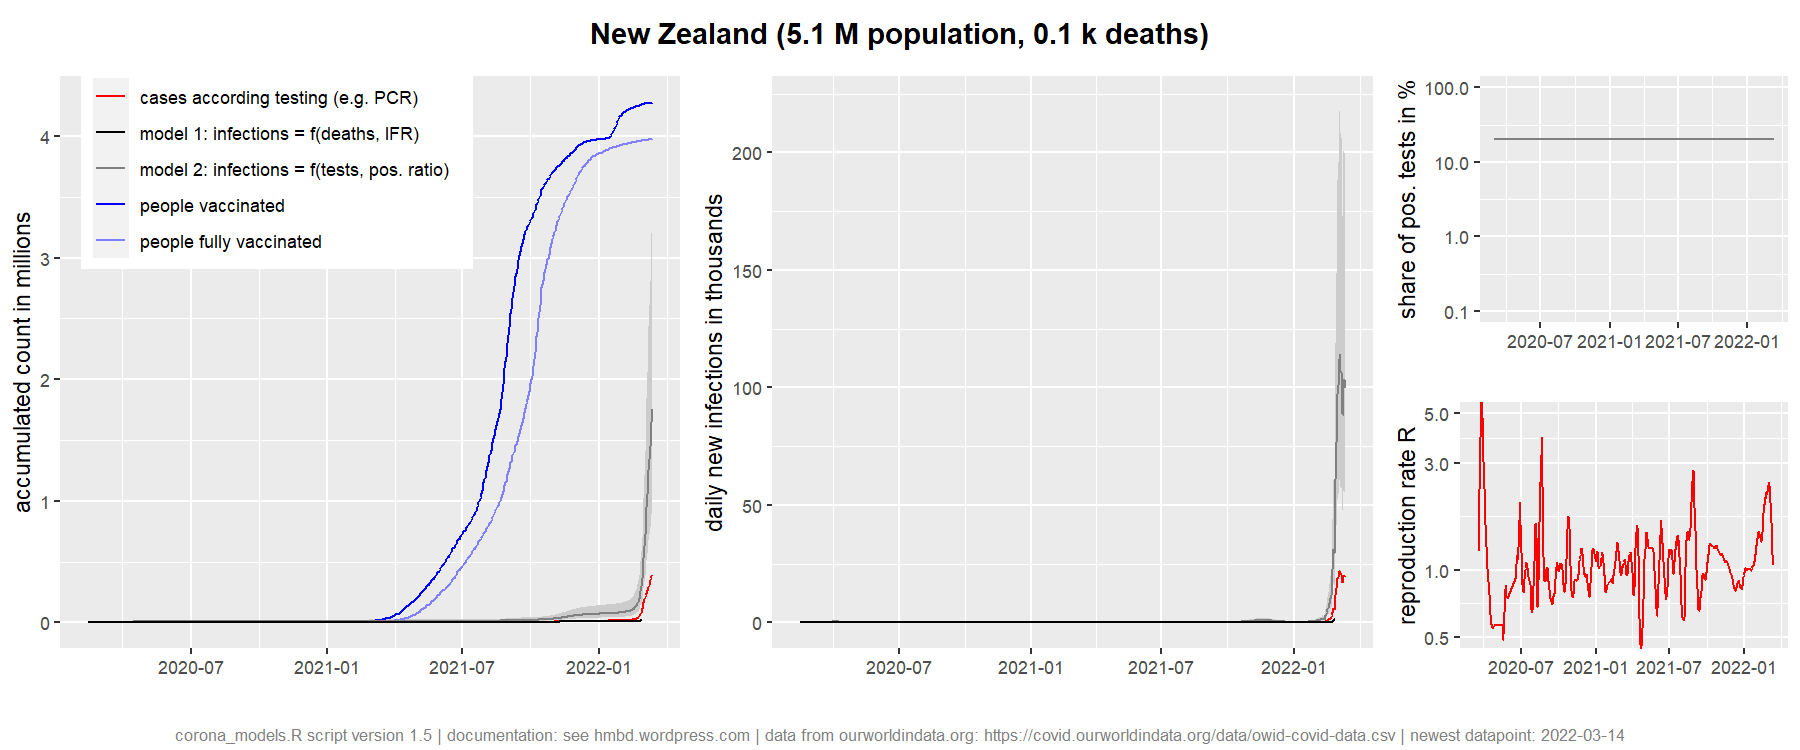 New Zealand (5.1 M population, 0.1 k deaths)
cases according testing (e.g. PCR)
model 1: infections = f(deaths, IFR)
model 2: infections = f(tests, pos. ratio)
people vaccinated
people fully vaccinated
accumulated count in millions
4
3
2
1
0
2020-07 2021-01 2021-07 2022-01
daily new infections in thousands
200
150
100
50
0
2020-07 2021-01 2021-07 2022-01
share of pos. tests in %
100.0
10.0
1.0
0.1
2020-07 2021-01 2021-07 2022-01
reproduction rate R
5.0
3.0
1.0
0.5
2020-07 2021-01 2021-07 2022-01
corona_models.R script version 1.5 | documentation: see hmbd.wordpress.com | data from ourworldindata.org: https://covid.ourworldindata.org/data/owid-covid-data.csv | newest datapoint: 2022-03-14